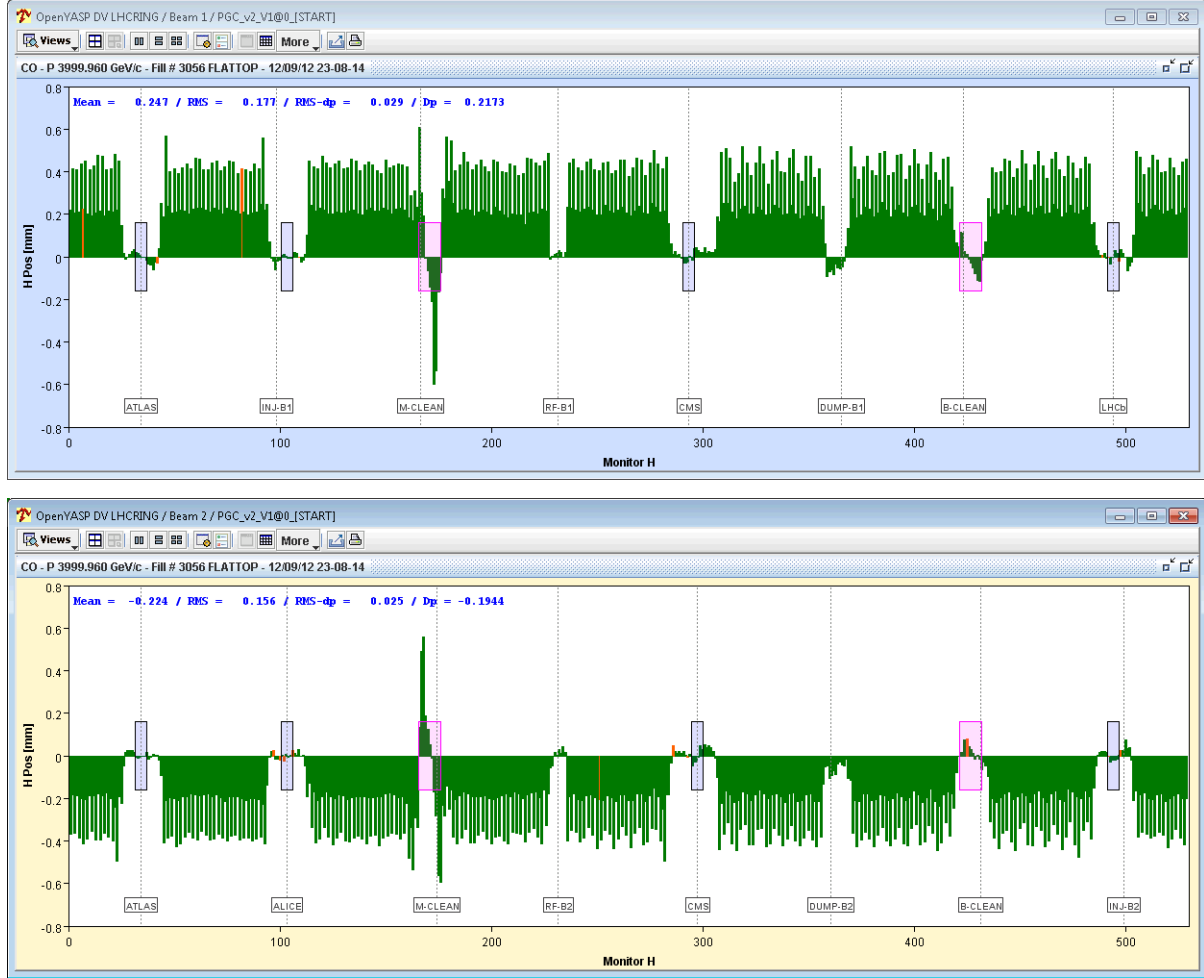 OpenYASP DV LHCRING / Beam 1 / PGC_v2_V1@0_[START]
Views More
CO - P 3999.960 GeV/c - Fill # 3056 FLATTOP - 12/09/12 23-08-14
Mean = 0.247 / RMS = 0.177 / RMS-dp = 0.029 / Dp = 0.2173
H Pos [mm]
0.8
0.6
0.4
0.2
0
-0.2
-0.4
-0.6
-0.8
ATLAS INJ-B1 M-CLEAN RF-B1 CMS DUMP-B1 B-CLEAN LHCb
0 100 200 300 400 500
Monitor H
OpenYASP DV LHCRING / Beam 2 / PGC_v2_V1@0_[START]
Views More
CO - P 3999.960 GeV/c - Fill # 3056 FLATTOP - 12/09/12 23-08-14
Mean = -0.224 / RMS = 0.156 / RMS-dp = 0.025 / Dp = -0.1944
H Pos [mm]
0.8
0.6
0.4
0.2
0
-0.2
-0.4
-0.6
-0.8
ATLAS ALICE M-CLEAN RF-B2 CMS DUMP-B2 B-CLEAN INJ-B2
0 100 200 300 400 500
Monitor H